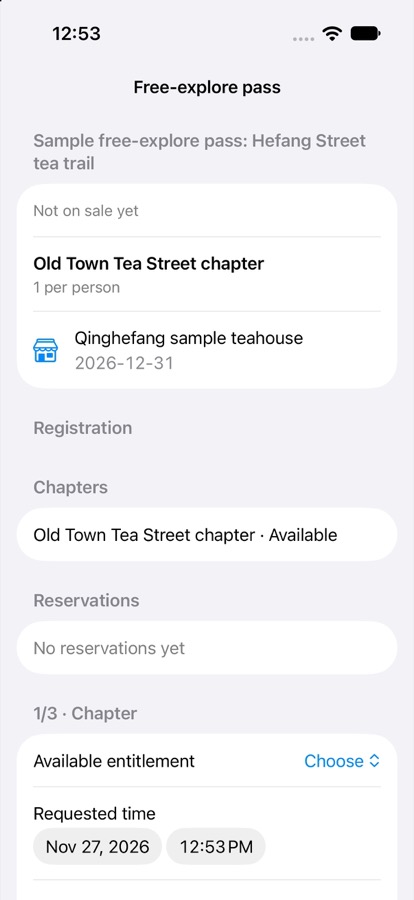 12:53
Free-explore pass
Sample free-explore pass: Hefang Street
tea trail
Not on sale yet
Old Town Tea Street chapter
1 per person
Qinghefang sample teahouse
2026-12-31
Registration
Chapters
Old Town Tea Street chapter · Available
Reservations
No reservations yet
1/3 · Chapter
Available entitlement Choose
Requested time
Nov 27, 2026 12:53 PM